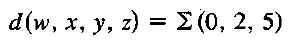 d(w, x, y, z) = Σ(0, 2, 5)